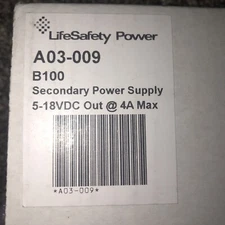 LifeSafety Power
A03-009
B100
Secondary Power Supply
5-18VDC Out @ 4A Max
*A03-009*